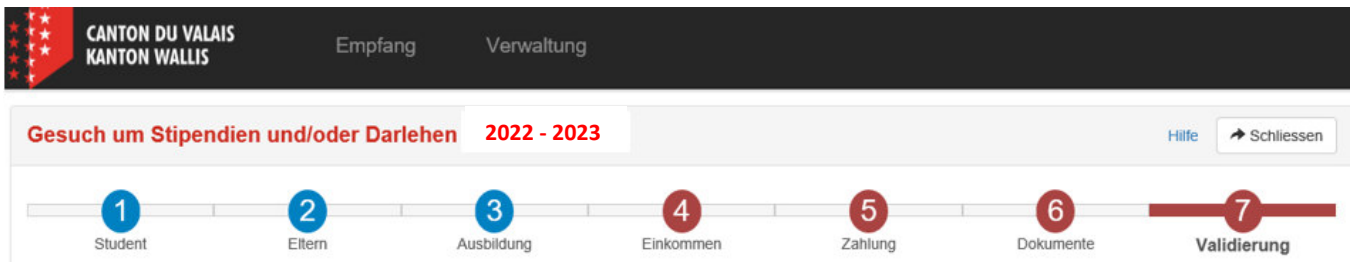 CANTON DU VALAIS
KANTON WALLIS
Empfang Verwaltung
Gesuch um Stipendien und/oder Darlehen 2022 - 2023 Hilfe Schliessen
1 2 3 4 5 6 7
Student Eltern Ausbildung Einkommen Zahlung Dokumente Validierung